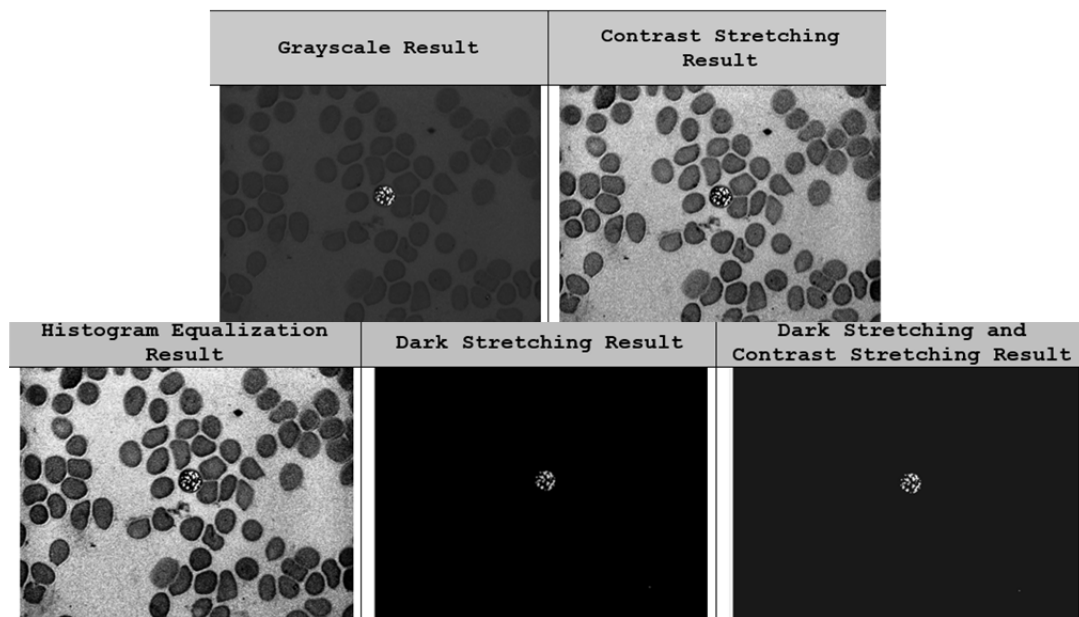 Grayscale Result
Contrast Stretching
Result
Histogram Equalization
Result
Dark Stretching Result
Dark Stretching and
Contrast Stretching Result